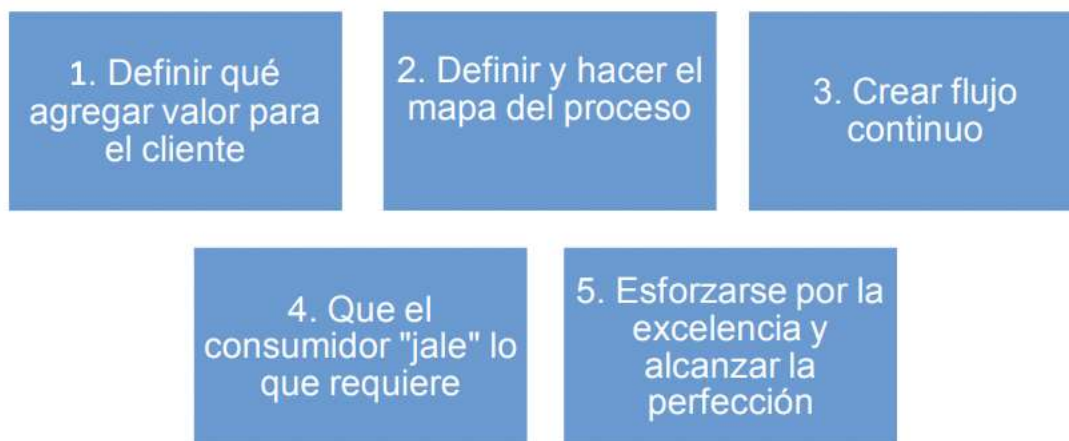 1. Definir qué
agregar valor para
el cliente
2. Definir y hacer el
mapa del proceso
3. Crear flujo
continuo
4. Que el
consumidor "jale" lo
que requiere
5. Esforzarse por la
excelencia y
alcanzar la
perfección